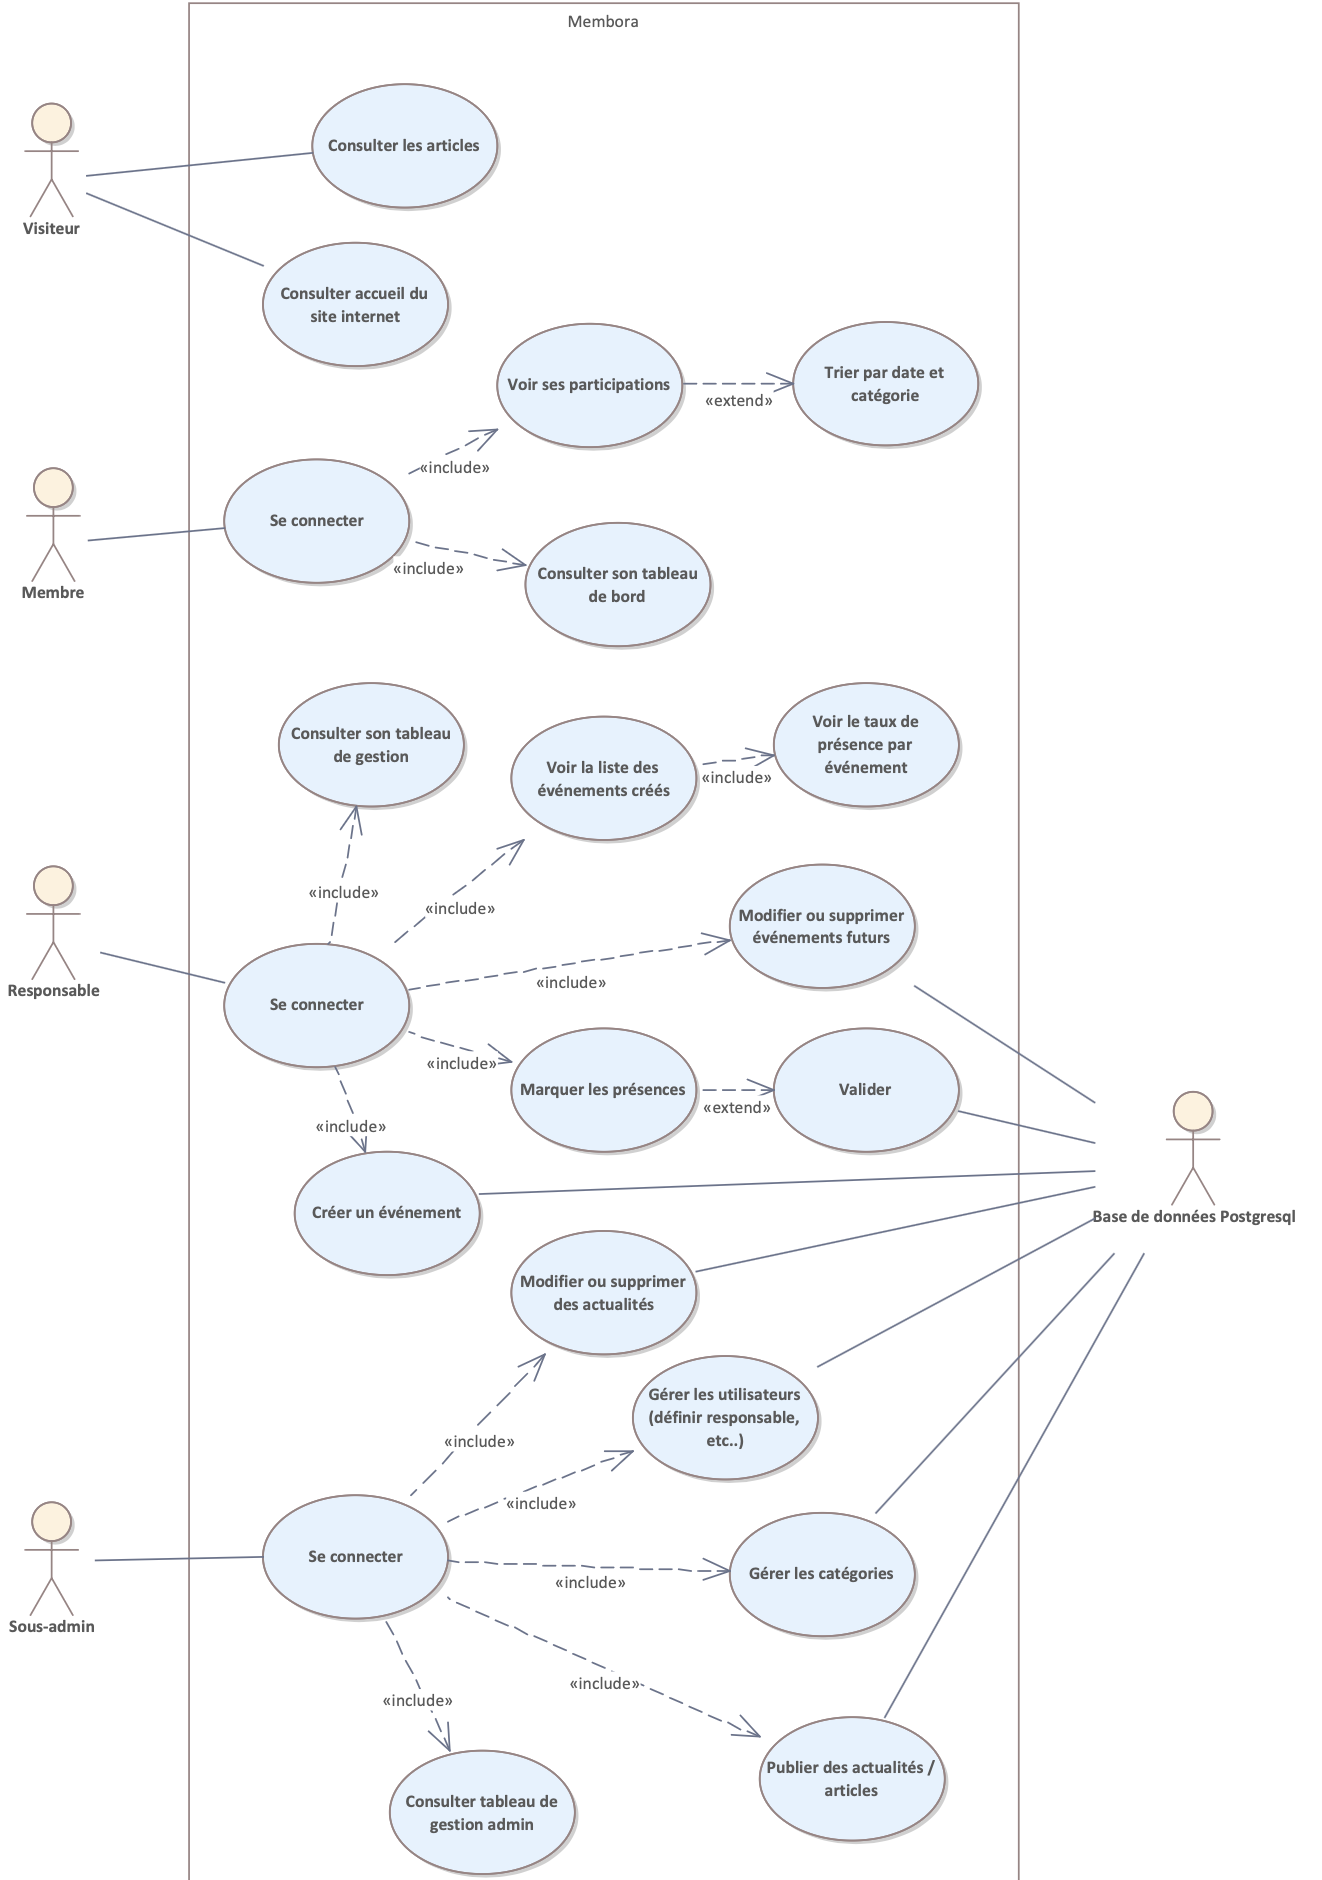 Membora
Consulter les articles
Visiteur
Consulter accueil du
site internet
Voir ses participations
«extend»
Trier par date et
catégorie
«include»
Se connecter
Membre
«include»
Consulter son tableau
de bord
Consulter son tableau
de gestion
Voir la liste des
événements créés
«include»
Voir le taux de
présence par
événement
«include»
«include»
Modifier ou supprimer
événements futurs
Responsable
Se connecter
«include»
«include»
Marquer les présences
«extend»
Valider
«include»
Créer un événement
Base de données Postgresql
Modifier ou supprimer
des actualités
Gérer les utilisateurs
(définir responsable,
etc..)
«include»
«include»
Se connecter
Sous-admin
«include»
Gérer les catégories
«include»
«include»
Publier des actualités /
articles
Consulter tableau de
gestion admin